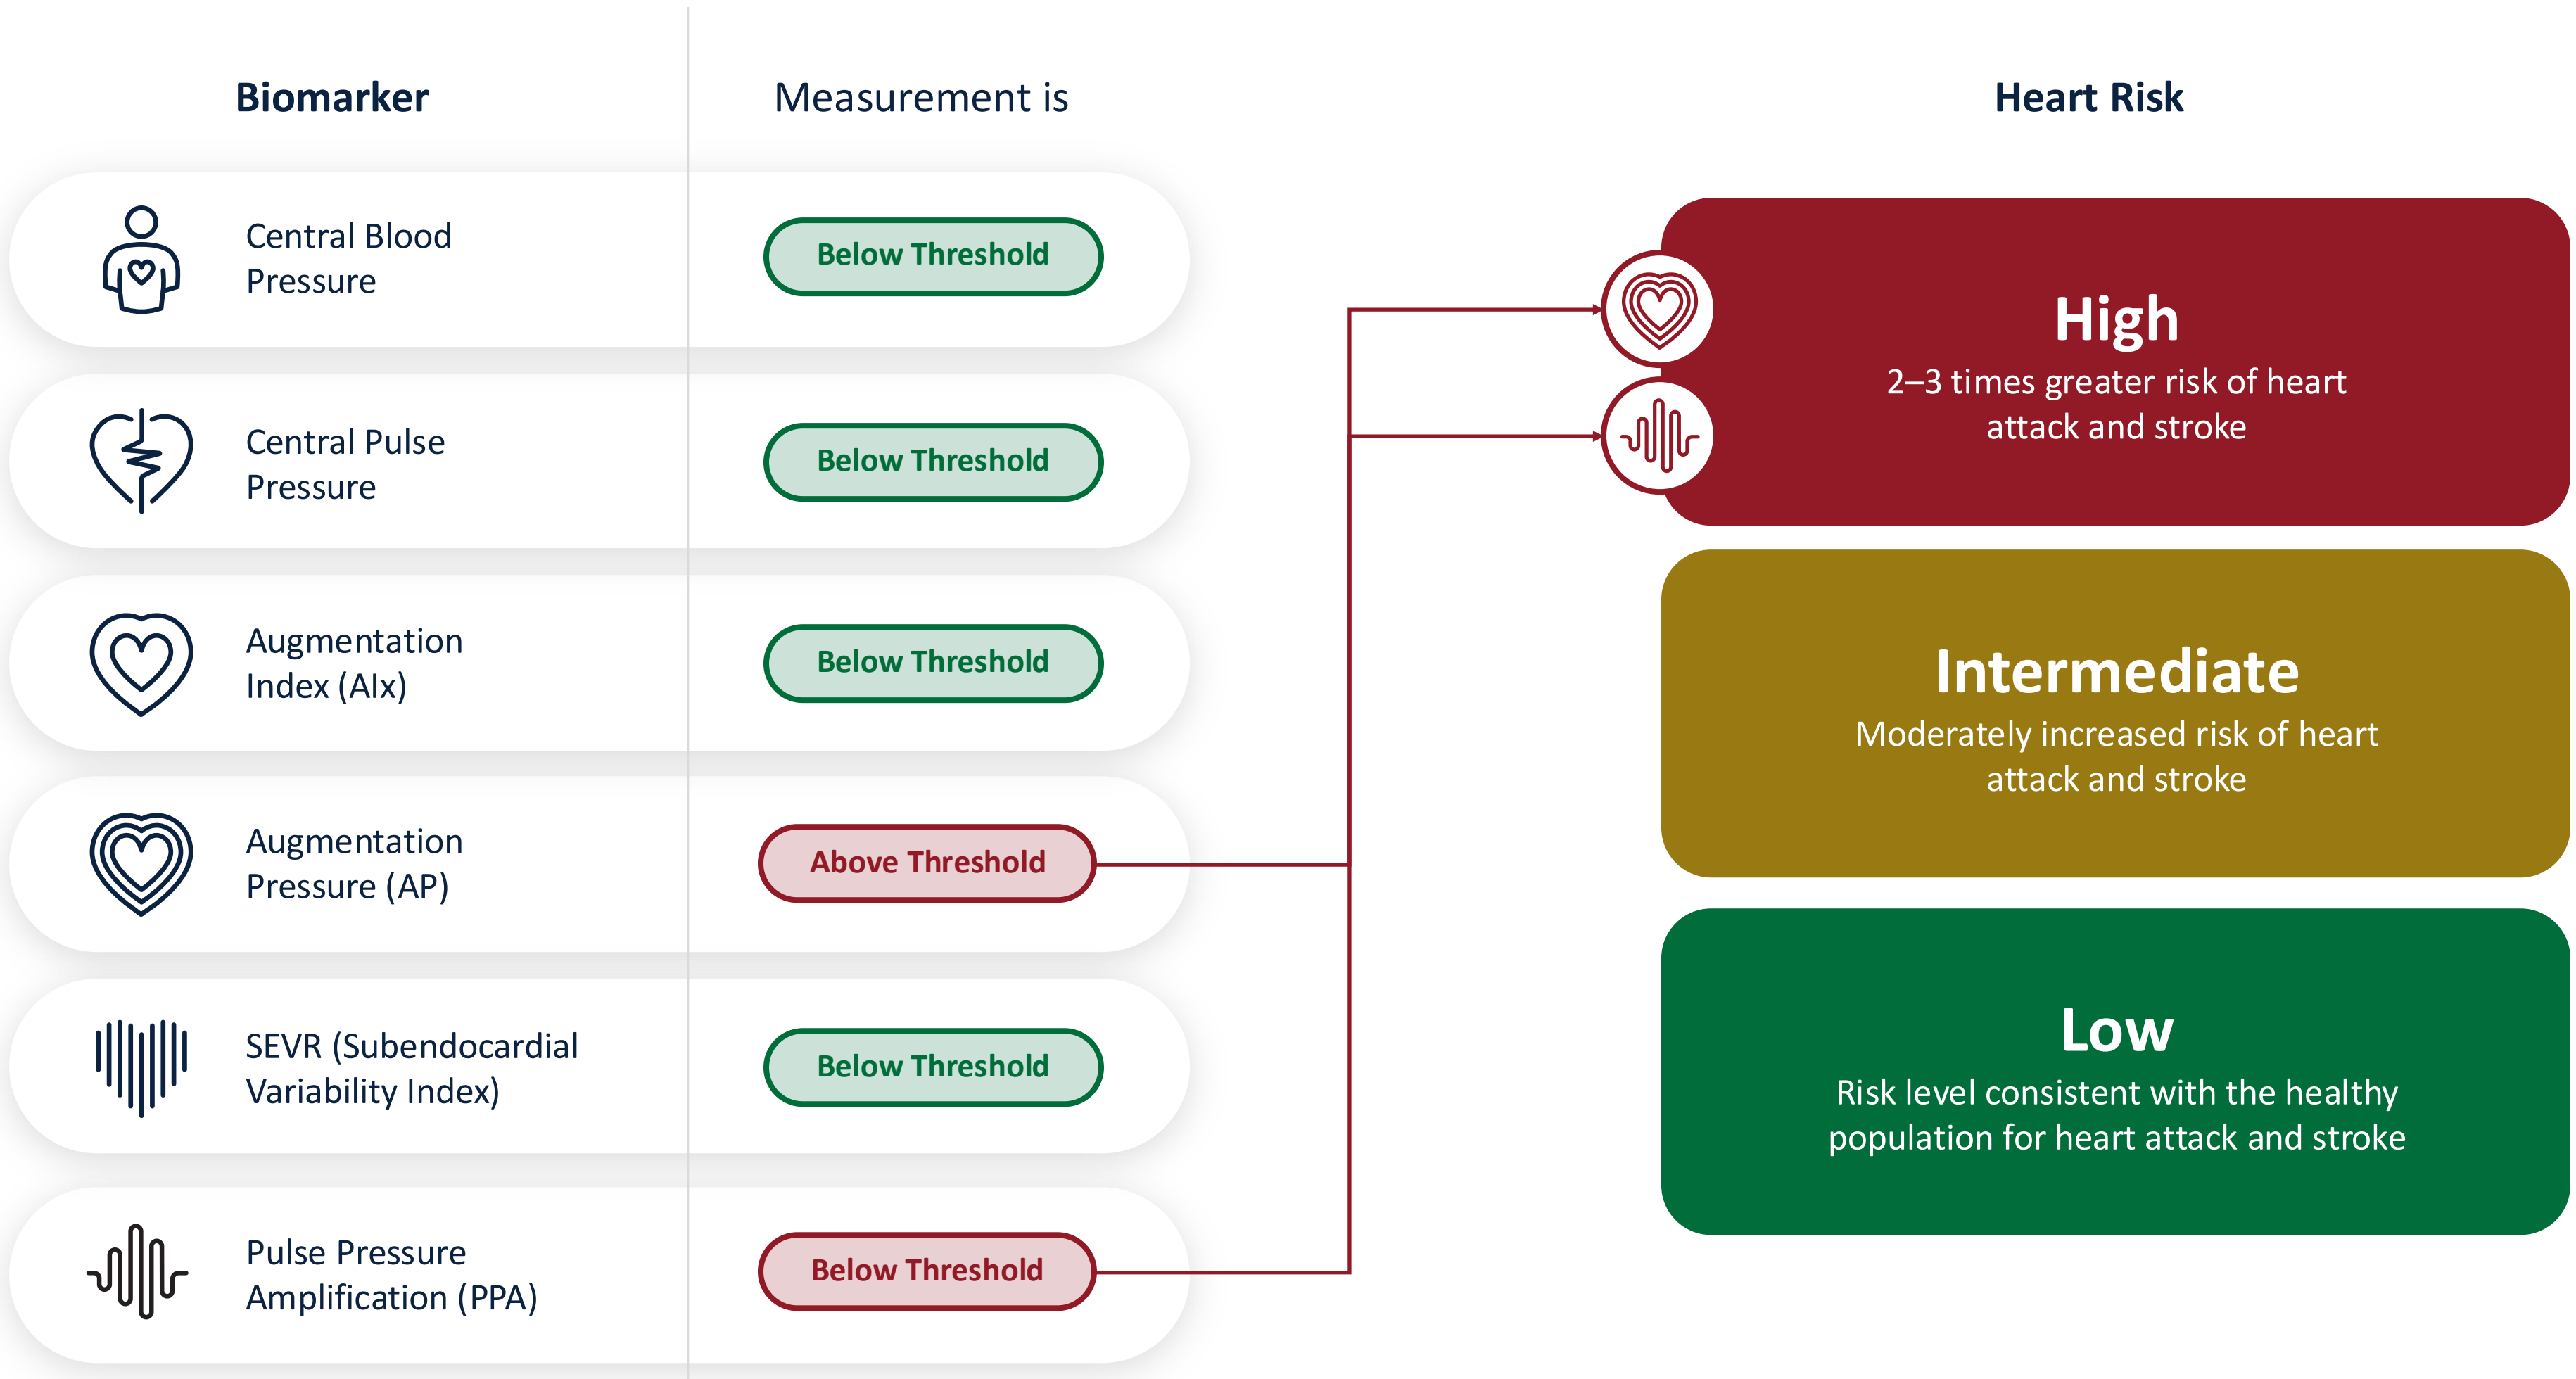 Biomarker
Measurement is
Heart Risk
Central Blood
Pressure
Below Threshold
Central Pulse
Pressure
Below Threshold
Augmentation
Index (AIx)
Below Threshold
Augmentation
Pressure (AP)
Above Threshold
SEVR (Subendocardial
Variability Index)
Below Threshold
Pulse Pressure
Amplification (PPA)
Below Threshold
High
2–3 times greater risk of heart
attack and stroke
Intermediate
Moderately increased risk of heart
attack and stroke
Low
Risk level consistent with the healthy
population for heart attack and stroke